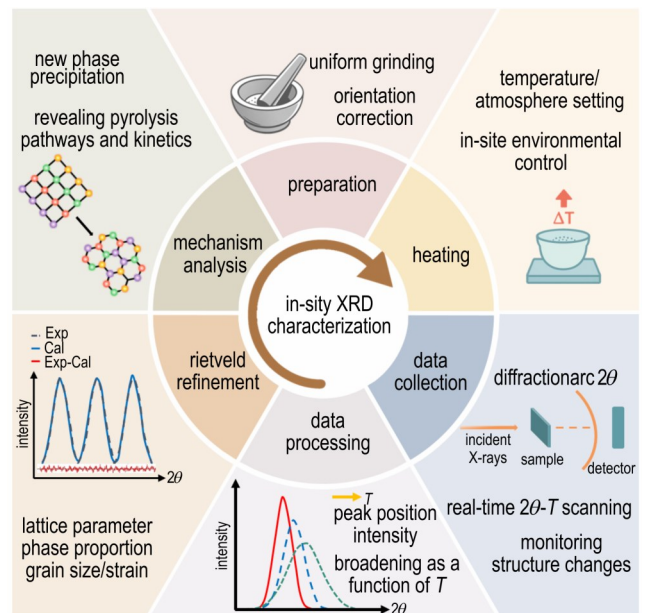 new phase
precipitation
revealing pyrolysis
pathways and kinetics
uniform grinding
orientation
correction
temperature/
atmosphere setting
in-site environmental
control
ΔT
preparation
mechanism
analysis
heating
in-sity XRD
characterization
rietveld
refinement
data
collection
data
processing
Exp
Cal
Exp-Cal
intensity
2θ
lattice parameter
phase proportion
grain size/strain
intensity
T
peak position
intensity
broadening as a
function of T
2θ
diffractionarc 2θ
incident
X-rays
sample
detector
real-time 2θ-T scanning
monitoring
structure changes